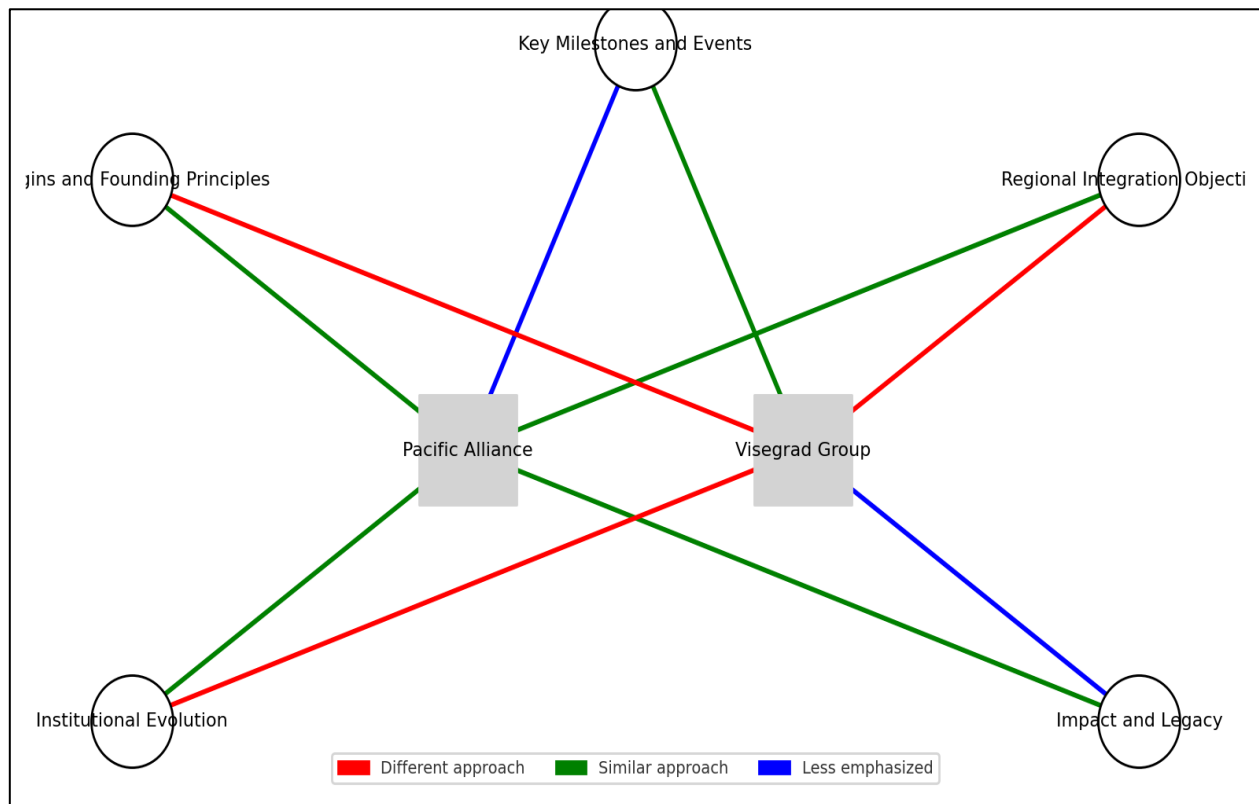 Key Milestones and Events
gins and Founding Principles
Regional Integration Objecti
Pacific Alliance
Visegrad Group
Institutional Evolution
Impact and Legacy
Different approach
Similar approach
Less emphasized